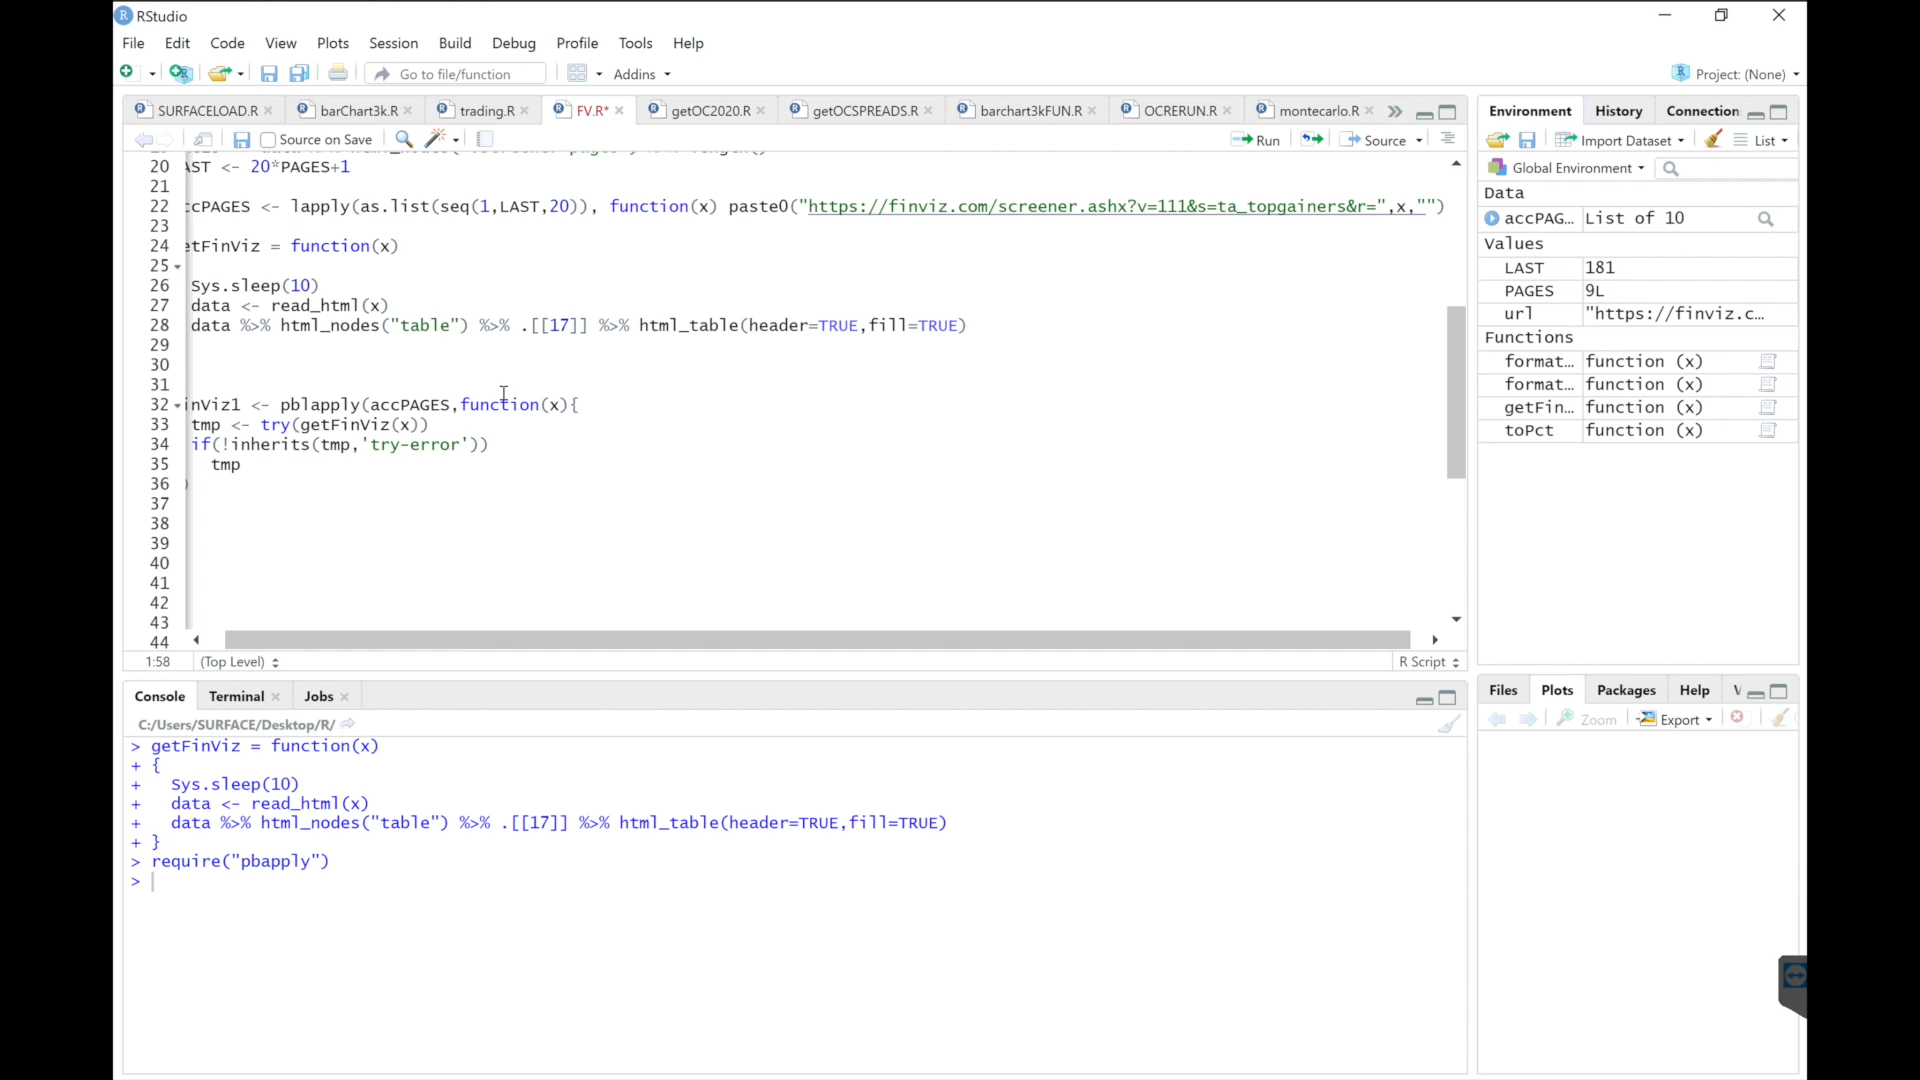 RStudio
File Edit Code View Plots Session Build Debug Profile Tools Help
Go to file/function Addins Project: (None)
SURFACELOAD.R barChart3k.R trading.R FV.R* getOC2020.R getOCSPREADS.R barchart3kFUN.R OCRERUN.R montecarlo.R
Source on Save Run Source
20 AST <- 20*PAGES+1
21
22 ccPAGES <- lapply(as.list(seq(1,LAST,20)), function(x) paste0("https://finviz.com/screener.ashx?v=111&s=ta_topgainers&r=",x,"")
23
24 etFinViz = function(x)
25
26 Sys.sleep(10)
27 data <- read_html(x)
28 data %>% html_nodes("table") %>% .[[17]] %>% html_table(header=TRUE,fill=TRUE)
29
30
31
32 inViz1 <- pblapply(accPAGES,function(x){
33 tmp <- try(getFinViz(x))
34 if(!inherits(tmp,'try-error'))
35 tmp
36 )
37
38
39
40
41
42
43
44
1:58 (Top Level) R Script
Console Terminal Jobs
C:/Users/SURFACE/Desktop/R/
> getFinViz = function(x)
+ {
+ Sys.sleep(10)
+ data <- read_html(x)
+ data %>% html_nodes("table") %>% .[[17]] %>% html_table(header=TRUE,fill=TRUE)
+ }
> require("pbapply")
>
Environment History Connection
Import Dataset List
Global Environment
Data
accPAG... List of 10
Values
LAST 181
PAGES 9L
url "https://finviz.c...
Functions
format... function (x)
format... function (x)
getFin... function (x)
toPct function (x)
Files Plots Packages Help V
Zoom Export